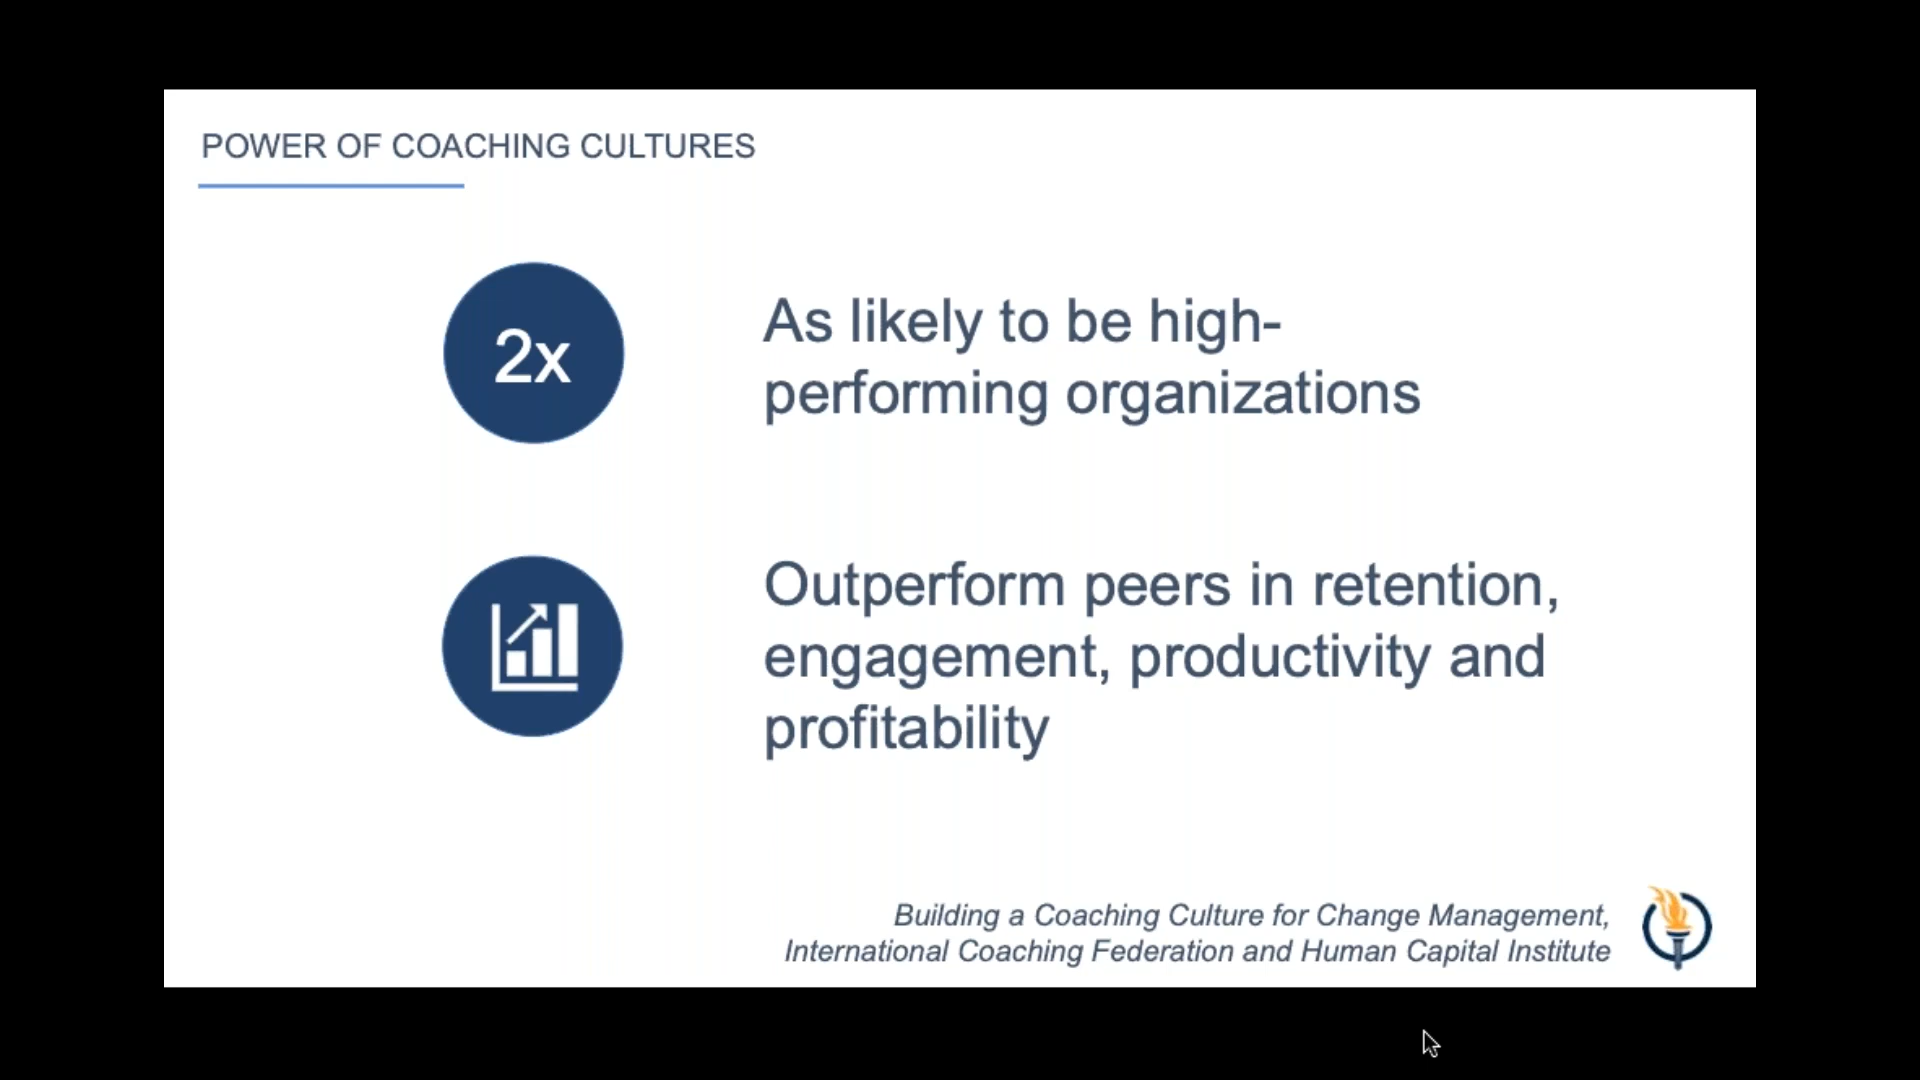 POWER OF COACHING CULTURES
2x
As likely to be high-
performing organizations
Outperform peers in retention,
engagement, productivity and
profitability
Building a Coaching Culture for Change Management,
International Coaching Federation and Human Capital Institute